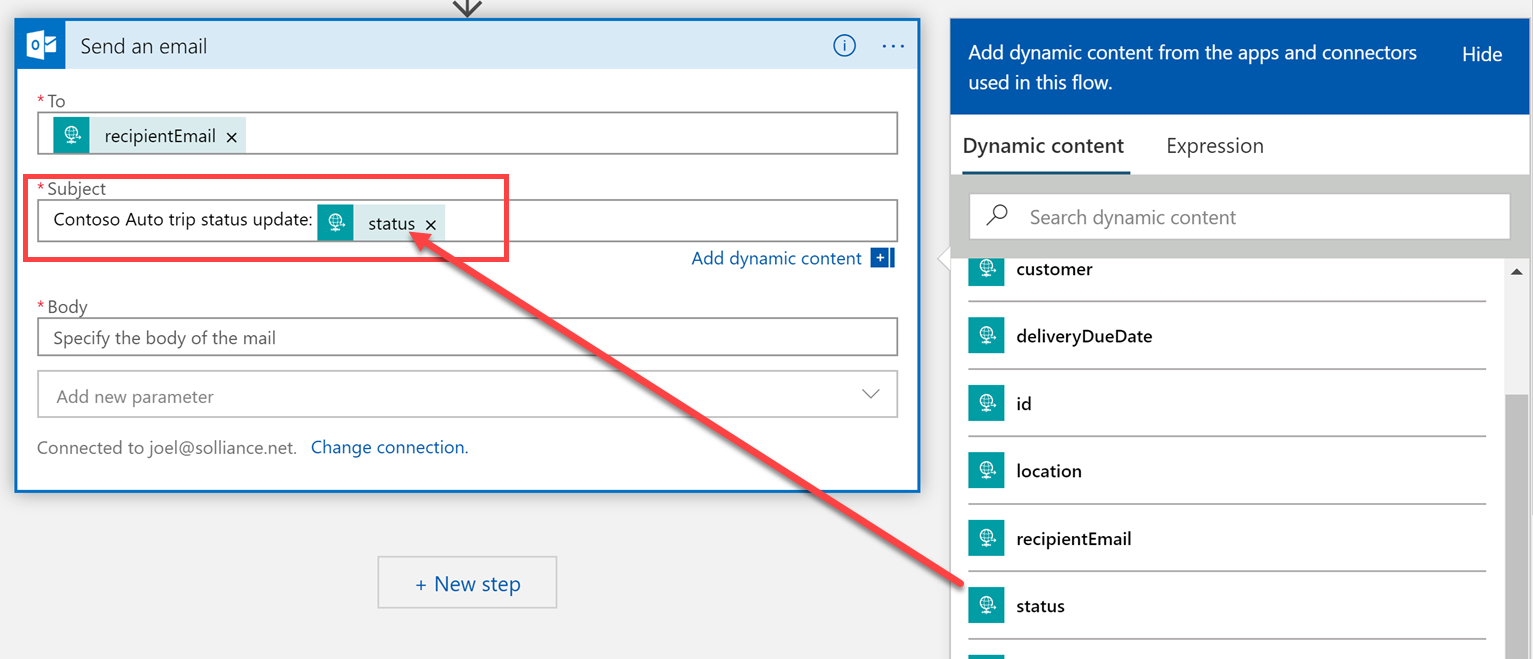 Send an email
* To
recipientEmail ×
* Subject
Contoso Auto trip status update: status ×
Add dynamic content +
* Body
Specify the body of the mail
Add new parameter
Connected to joel@solliance.net. Change connection.
+ New step
Add dynamic content from the apps and connectors
used in this flow.
Hide
Dynamic content Expression
Search dynamic content
customer
deliveryDueDate
id
location
recipientEmail
status